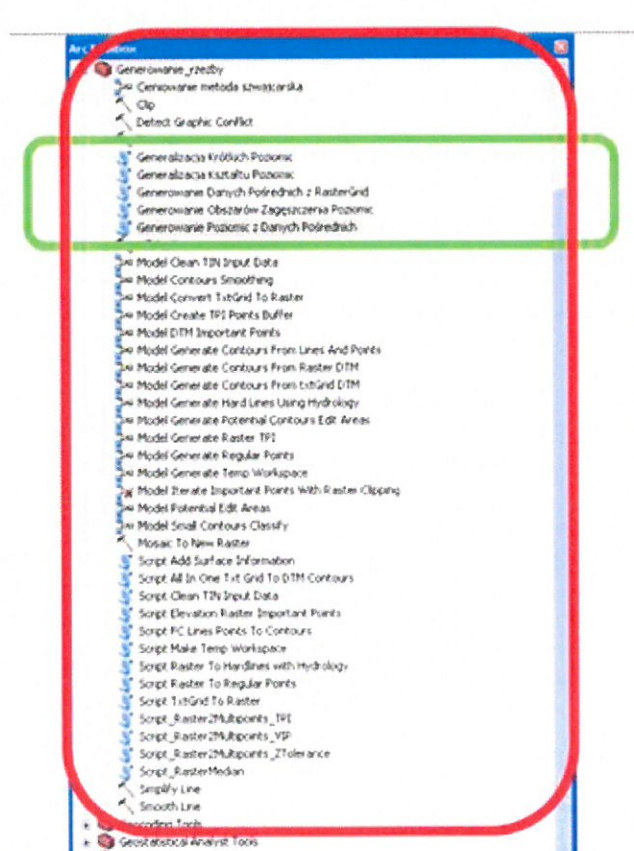 Generowanie_rzezby
Cieniowanie metoda szwajcarska
Clip
Detect Graphic Conflict
Generalizacja Krótkich Poziomic
Generalizacja Kształtu Poziomic
Generowanie Danych Pośrednich z RasterGrid
Generowanie Obszarów Zagęszczenia Poziomic
Generowanie Poziomic z Danych Pośrednich
Model Clean TIN Input Data
Model Contours Smoothing
Model Convert TxtGrid To Raster
Model Create TPI Points Buffer
Model DTM Important Points
Model Generate Contours From Lines And Points
Model Generate Contours From Raster DTM
Model Generate Contours From txtGrid DTM
Model Generate Hard Lines Using Hydrology
Model Generate Potential Contours Edit Areas
Model Generate Raster TPI
Model Generate Regular Points
Model Generate Temp Workspace
Model Iterate Important Points With Raster Clipping
Model Potential Edit Areas
Model Small Contours Classify
Mosaic To New Raster
Script Add Surface Information
Script All In One Txt Grid To DTM Contours
Script Clean TIN Input Data
Script Elevation Raster Important Points
Script FC Lines Points To Contours
Script Make Temp Workspace
Script Raster To Hardlines with Hydrology
Script Raster To Regular Points
Script TxtGrid To Raster
Script_Raster2Multipoints_TPI
Script_Raster2Multipoints_VIP
Script_Raster2Multipoints_ZTolerance
Script_RasterMedian
Simplify Line
Smooth Line
Geocoding Tools
Geostatistical Analyst Tools